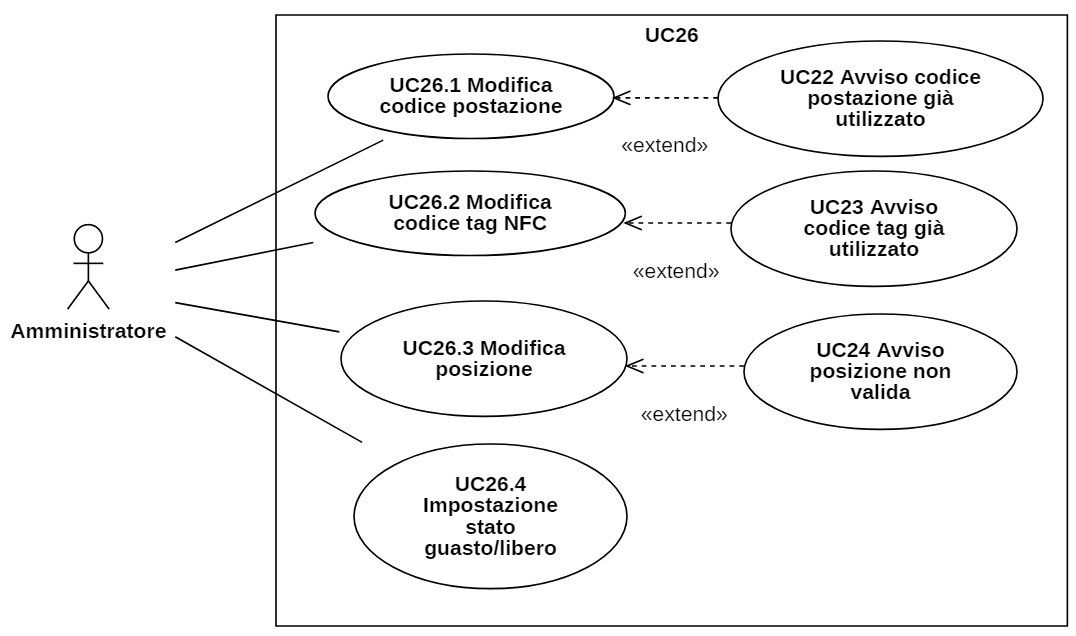 UC26
UC26.1 Modifica
codice postazione
UC22 Avviso codice
postazione già
utilizzato
«extend»
UC26.2 Modifica
codice tag NFC
UC23 Avviso
codice tag già
utilizzato
«extend»
Amministratore
UC26.3 Modifica
posizione
UC24 Avviso
posizione non
valida
«extend»
UC26.4
Impostazione
stato
guasto/libero